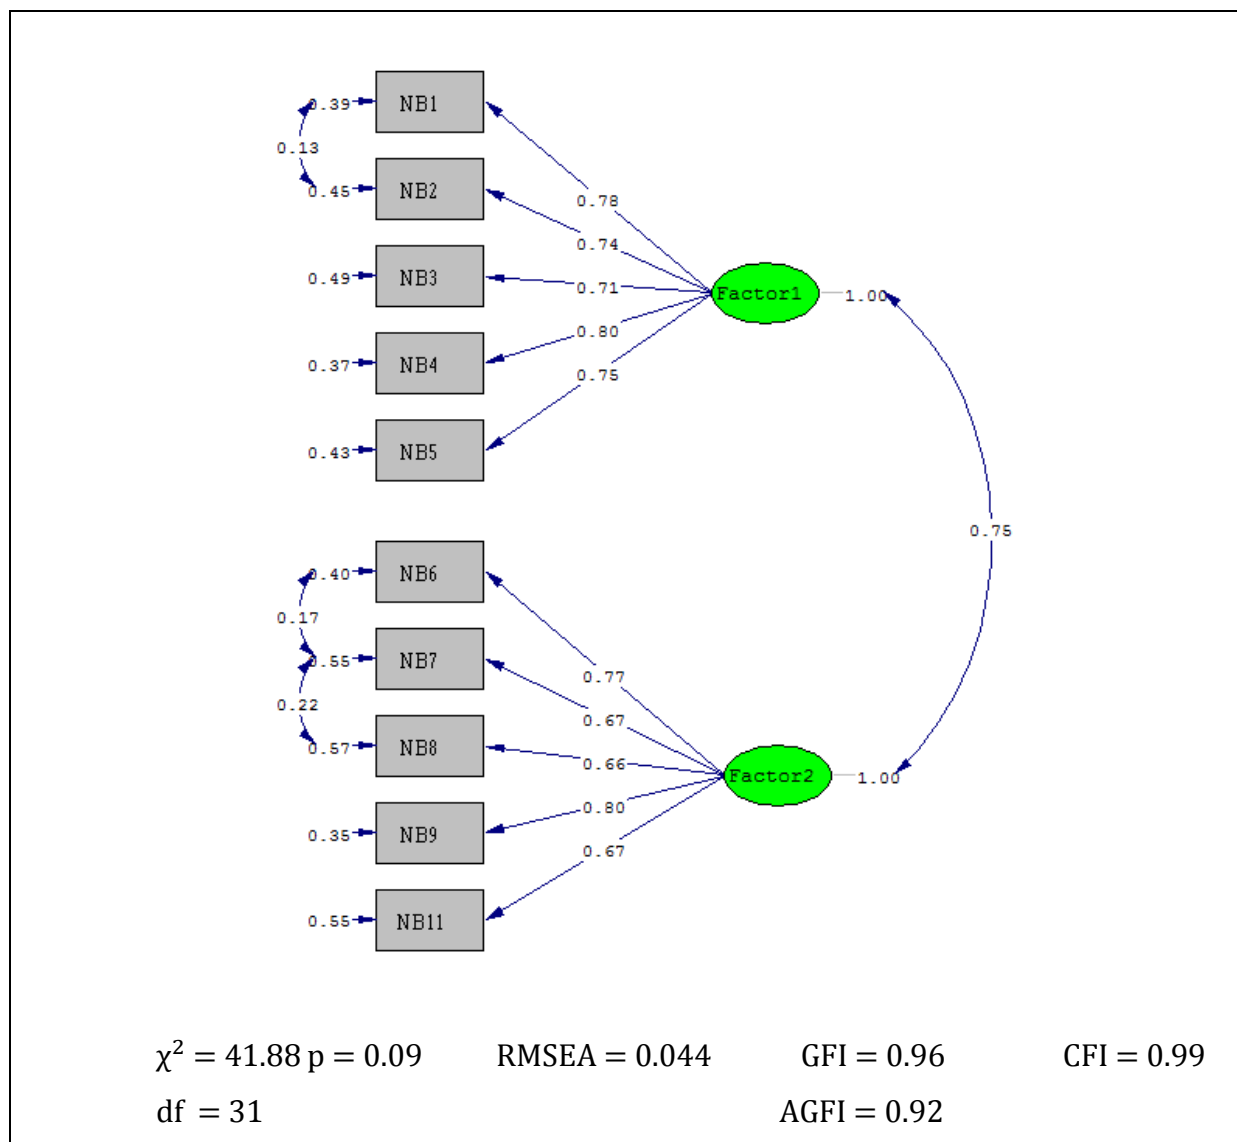 0.39 NB1
0.13
0.45 NB2
0.78
0.74
0.49 NB3
0.71
Factor1 1.00
0.80
0.37 NB4
0.75
0.43 NB5
0.75
0.40 NB6
0.17
0.55 NB7
0.77
0.22
0.67
0.57 NB8
0.66
Factor2 1.00
0.80
0.35 NB9
0.67
0.55 NB11
χ² = 41.88 p = 0.09 RMSEA = 0.044 GFI = 0.96 CFI = 0.99
df = 31 AGFI = 0.92